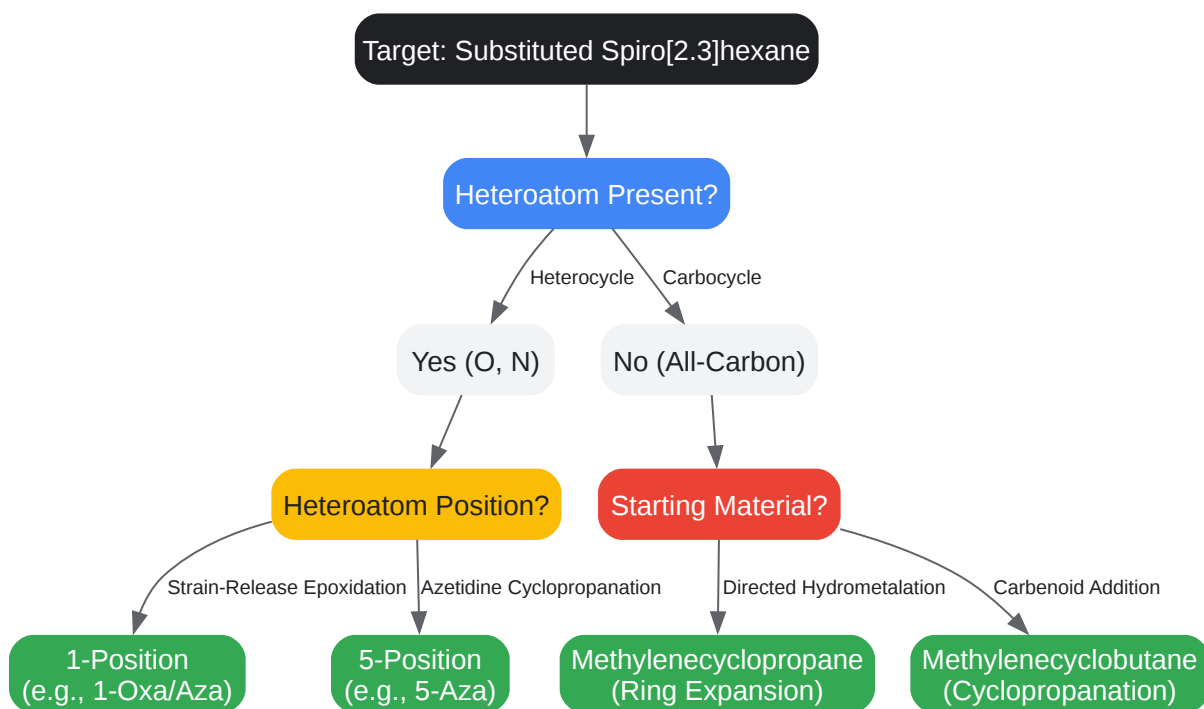 Target: Substituted Spiro[2.3]hexane
Heteroatom Present?
Heterocycle
Carbocycle
Yes (O, N)
No (All-Carbon)
Heteroatom Position?
Starting Material?
Strain-Release Epoxidation
Azetidine Cyclopropanation
Directed Hydrometalation
Carbenoid Addition
1-Position
(e.g., 1-Oxa/Aza)
5-Position
(e.g., 5-Aza)
Methylenecyclopropane
(Ring Expansion)
Methylenecyclobutane
(Cyclopropanation)